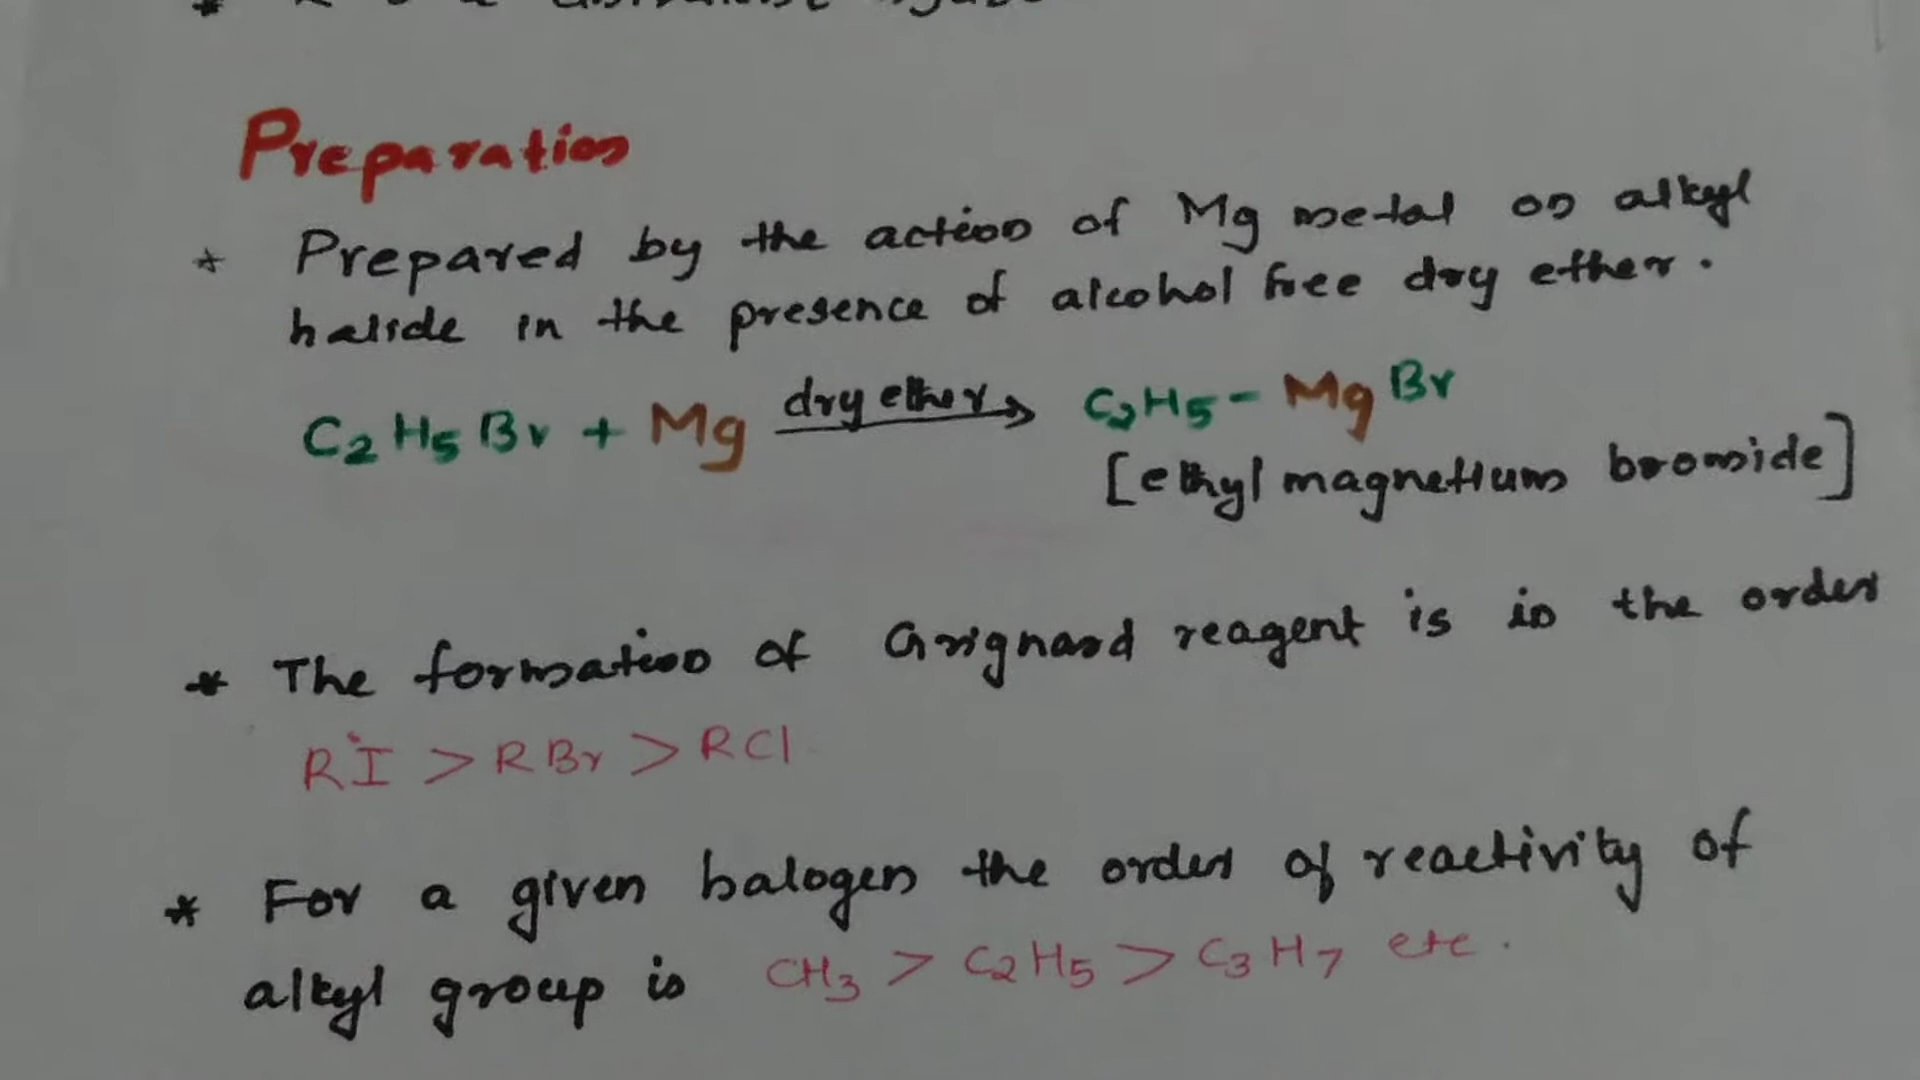 Preparation
* Prepared by the action of Mg metal on alkyl
halide in the presence of alcohol free dry ether.
C2H5Br + Mg dry ether → C2H5-MgBr
[ethyl magnetium bromide]
* The formation of Grignard reagent is in the order
RI > RBr > RCl
* For a given halogen the order of reactivity of
alkyl group is CH3 > C2H5 > C3H7 etc.